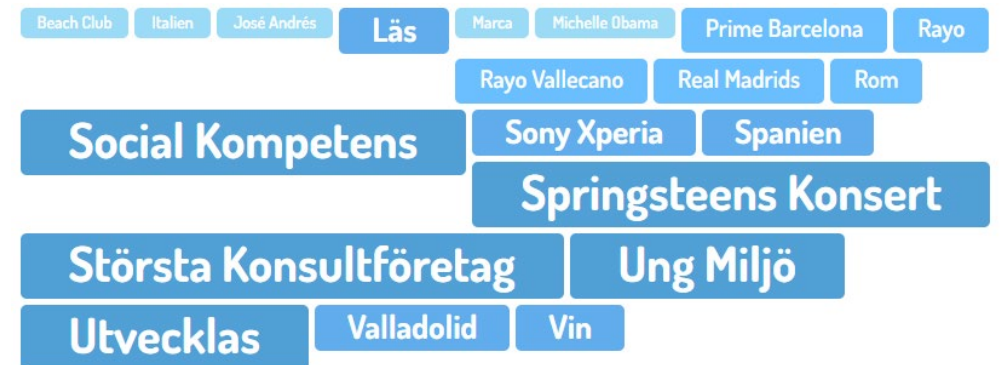 Beach Club Italien José Andrés Läs Marca Michelle Obama Prime Barcelona Rayo
Rayo Vallecano Real Madrids Rom
Social Kompetens Sony Xperia Spanien
Springsteens Konsert
Största Konsultföretag Ung Miljö
Utvecklas Valladolid Vin